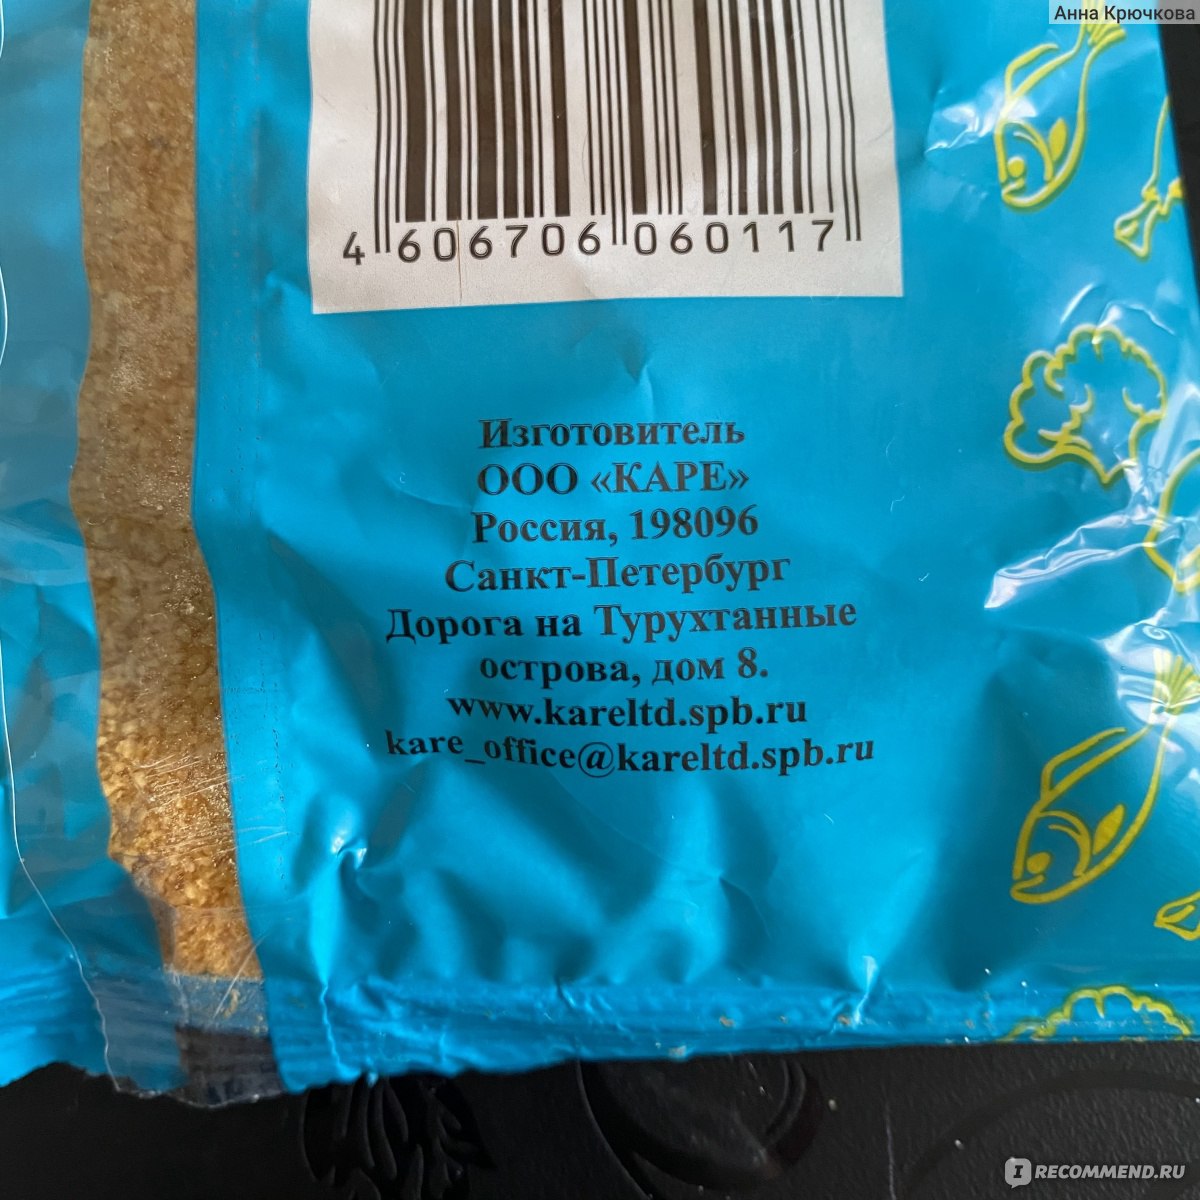 Анна Крючкова
4 606706 060117
Изготовитель
ООО «КАРЕ»
Россия, 198096
Санкт-Петербург
Дорога на Турухтанные
острова, дом 8.
www.kareltd.spb.ru
kare_office@kareltd.spb.ru
IRECOMMEND.RU